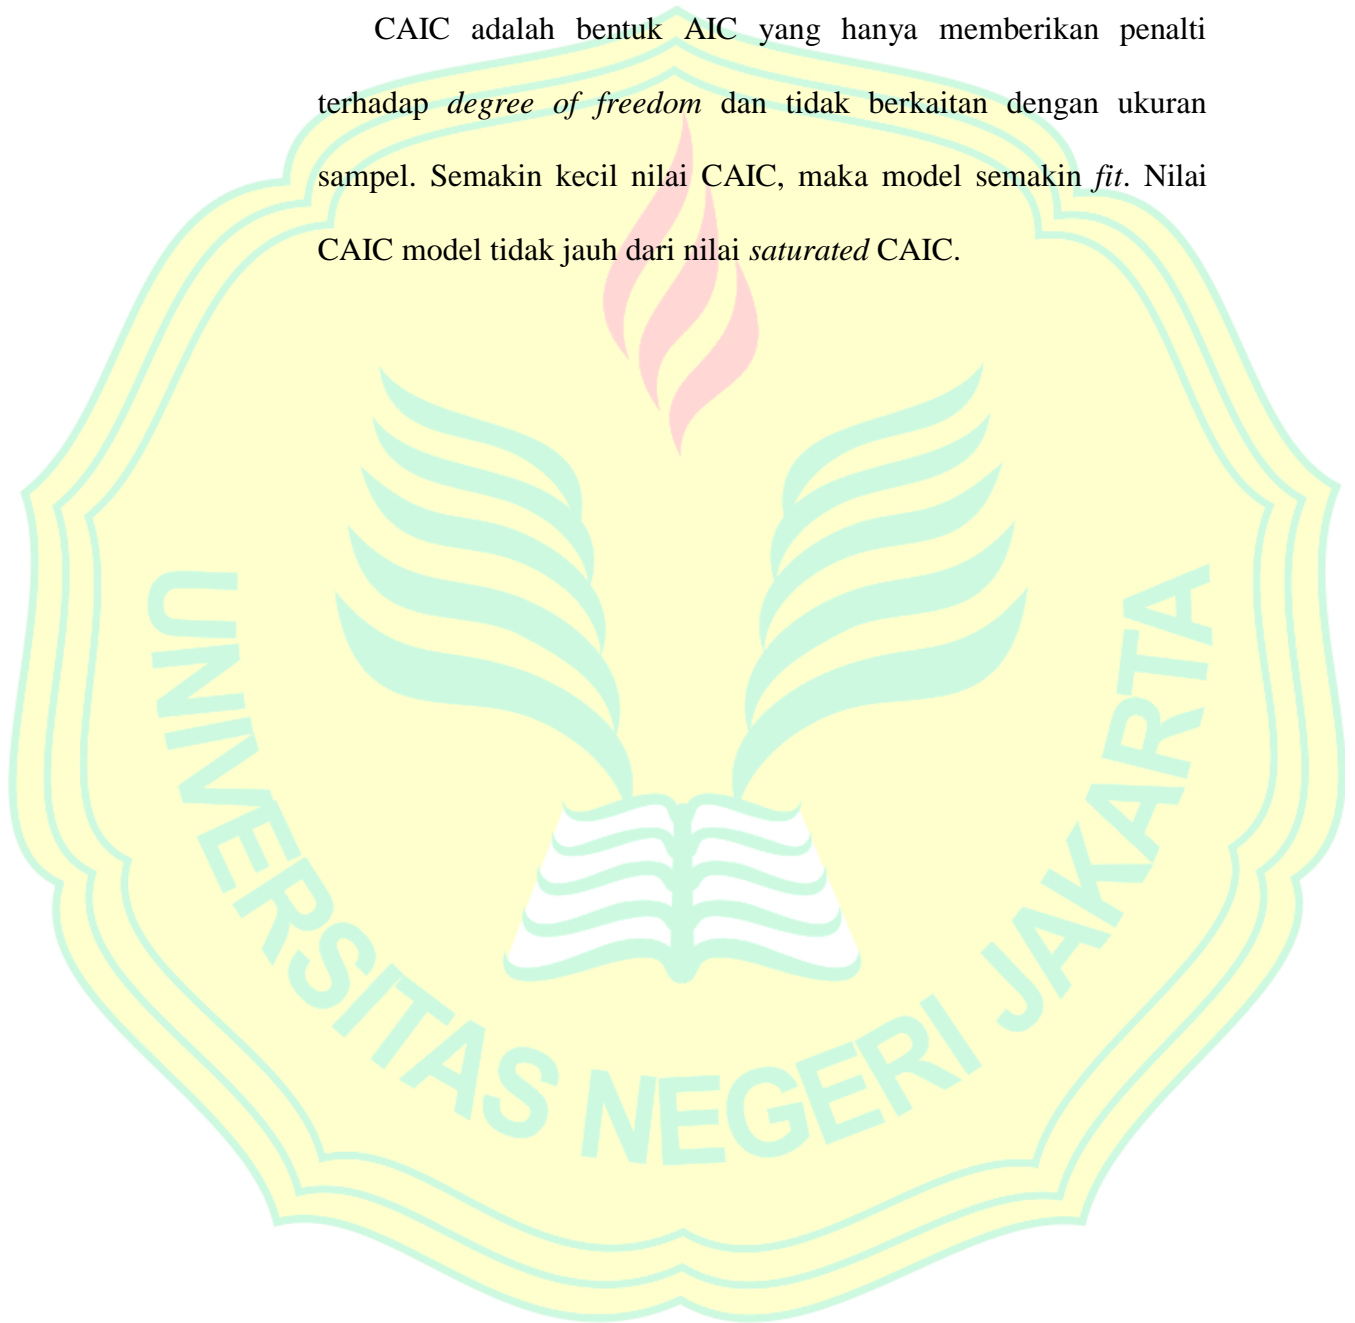 CAIC adalah bentuk AIC yang hanya memberikan penalti
terhadap degree of freedom dan tidak berkaitan dengan ukuran
sampel. Semakin kecil nilai CAIC, maka model semakin fit. Nilai
CAIC model tidak jauh dari nilai saturated CAIC.
UNIVERSITAS NEGERI JAKARTA